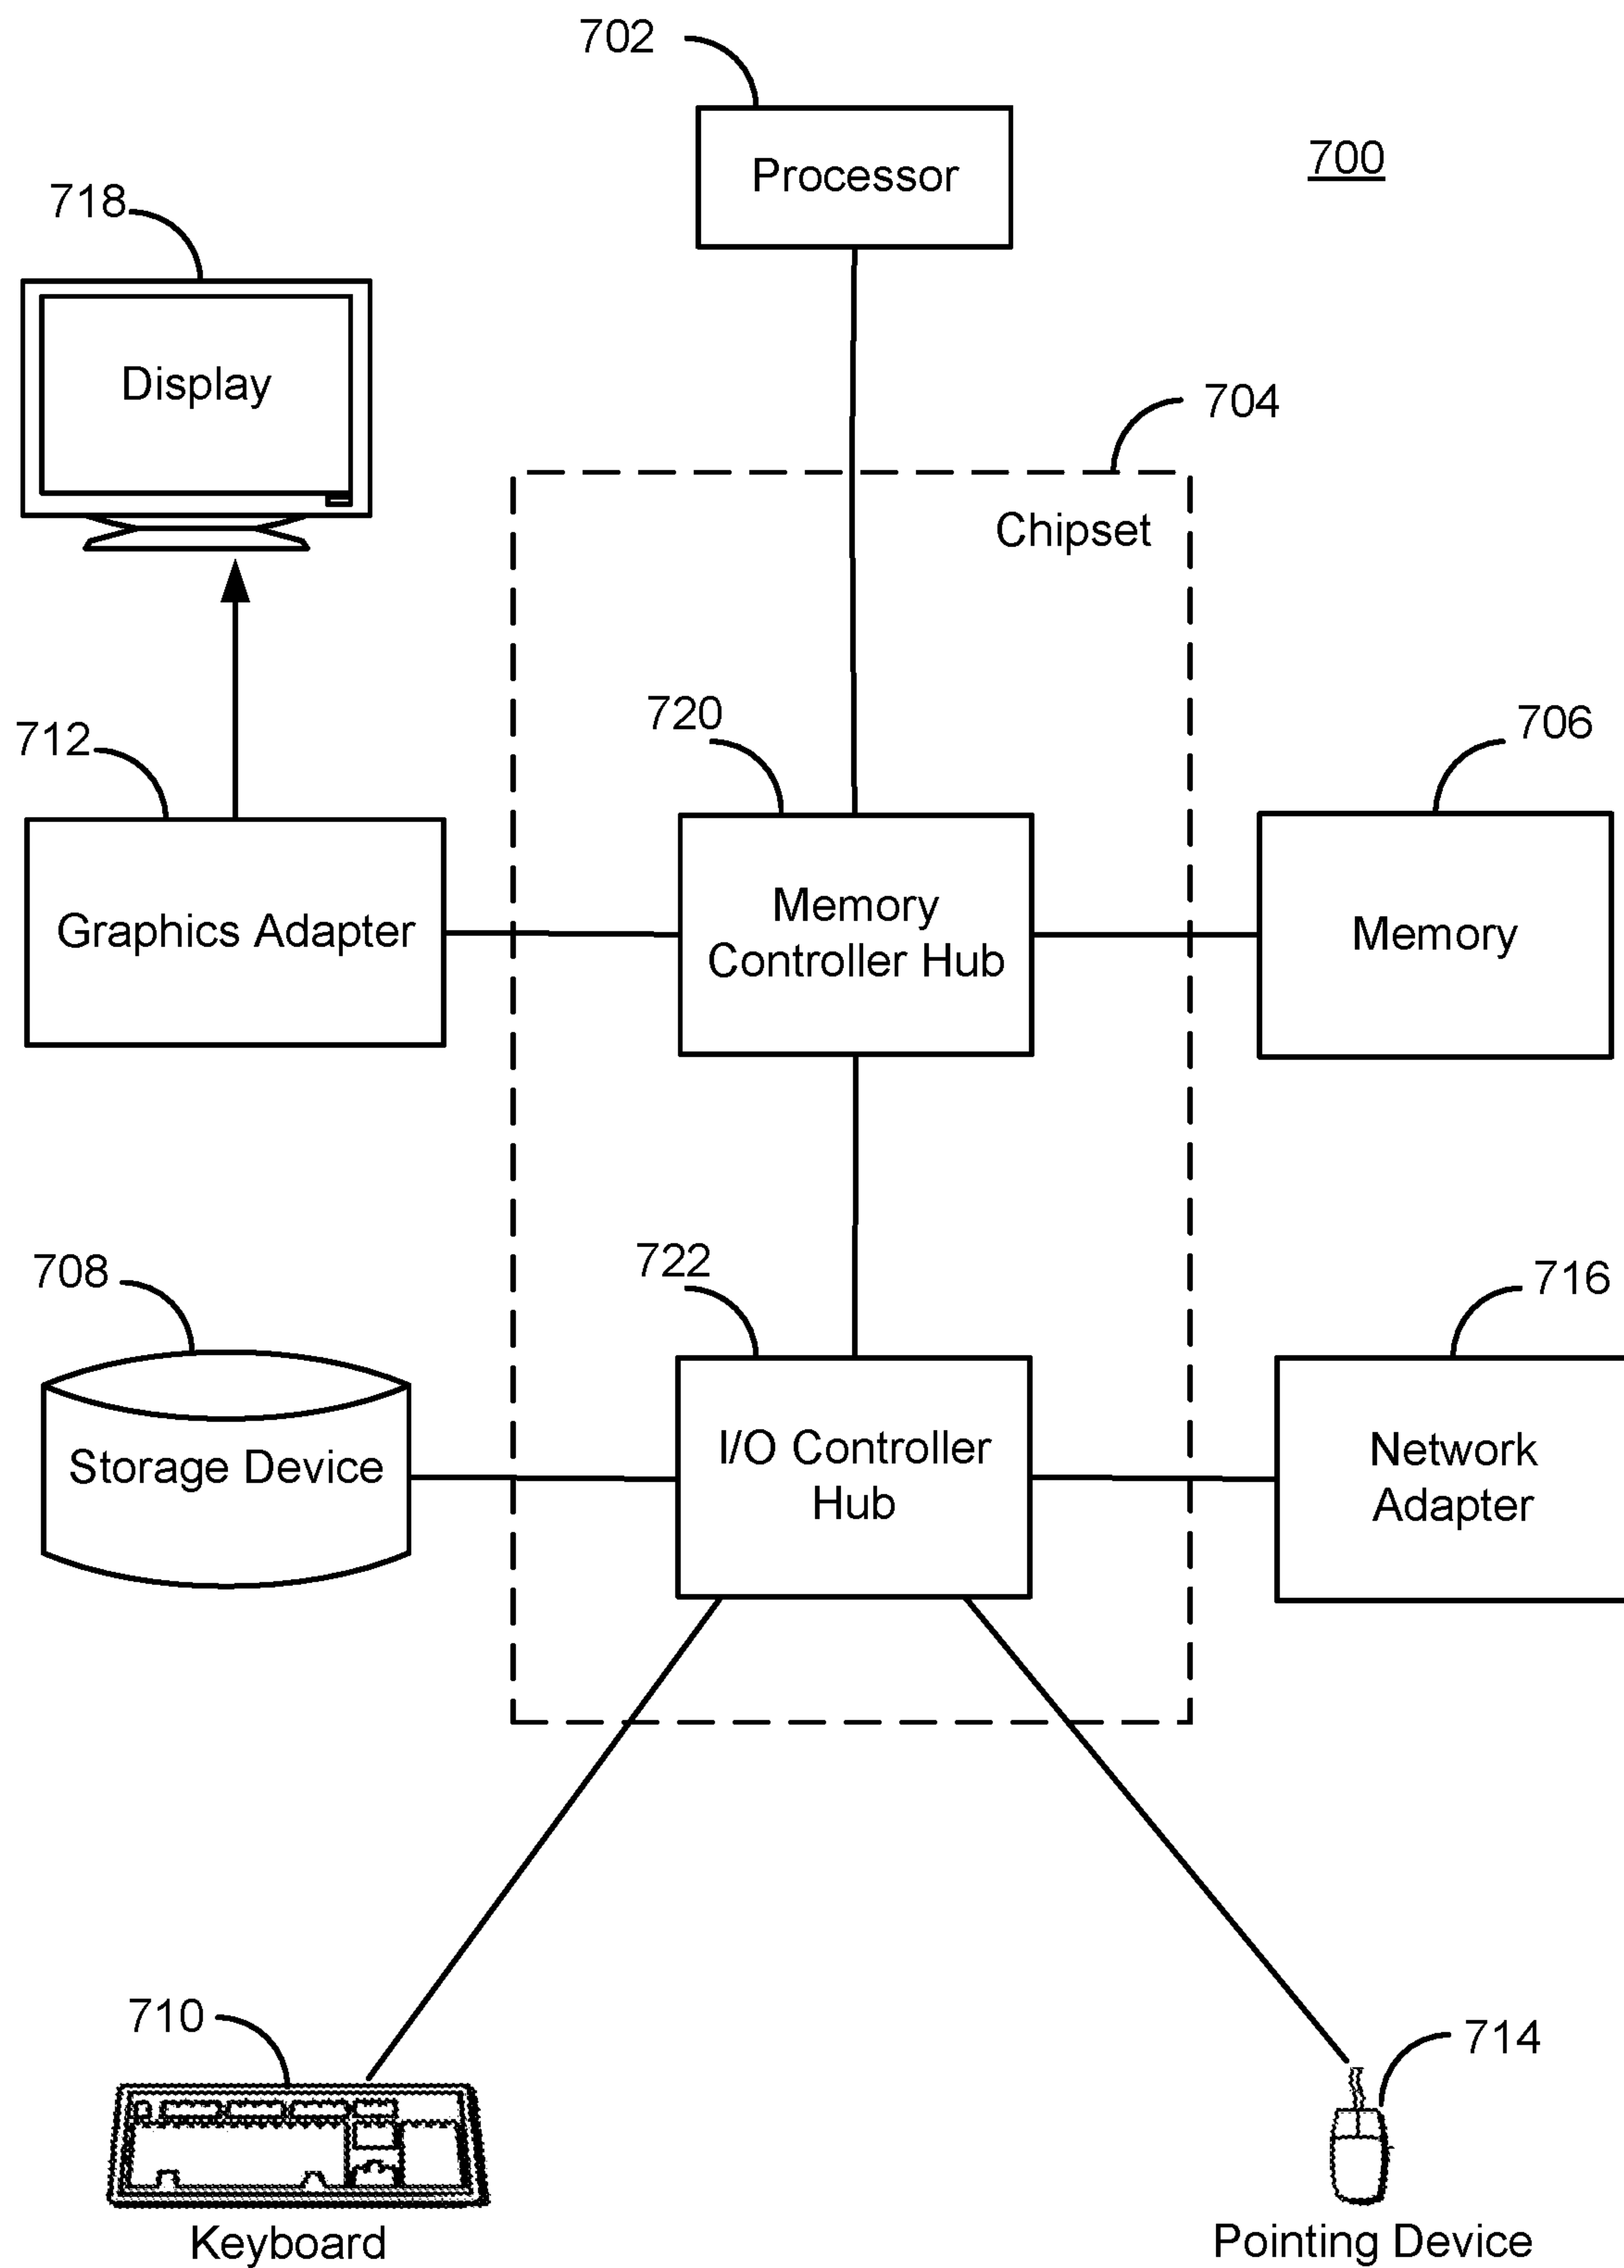 702
Processor
700
718
Display
704
Chipset
720
706
712
Memory
Controller Hub
Graphics Adapter
Memory
722
708
716
I/O Controller
Hub
Storage Device
Network
Adapter
710
714
Keyboard
Pointing Device